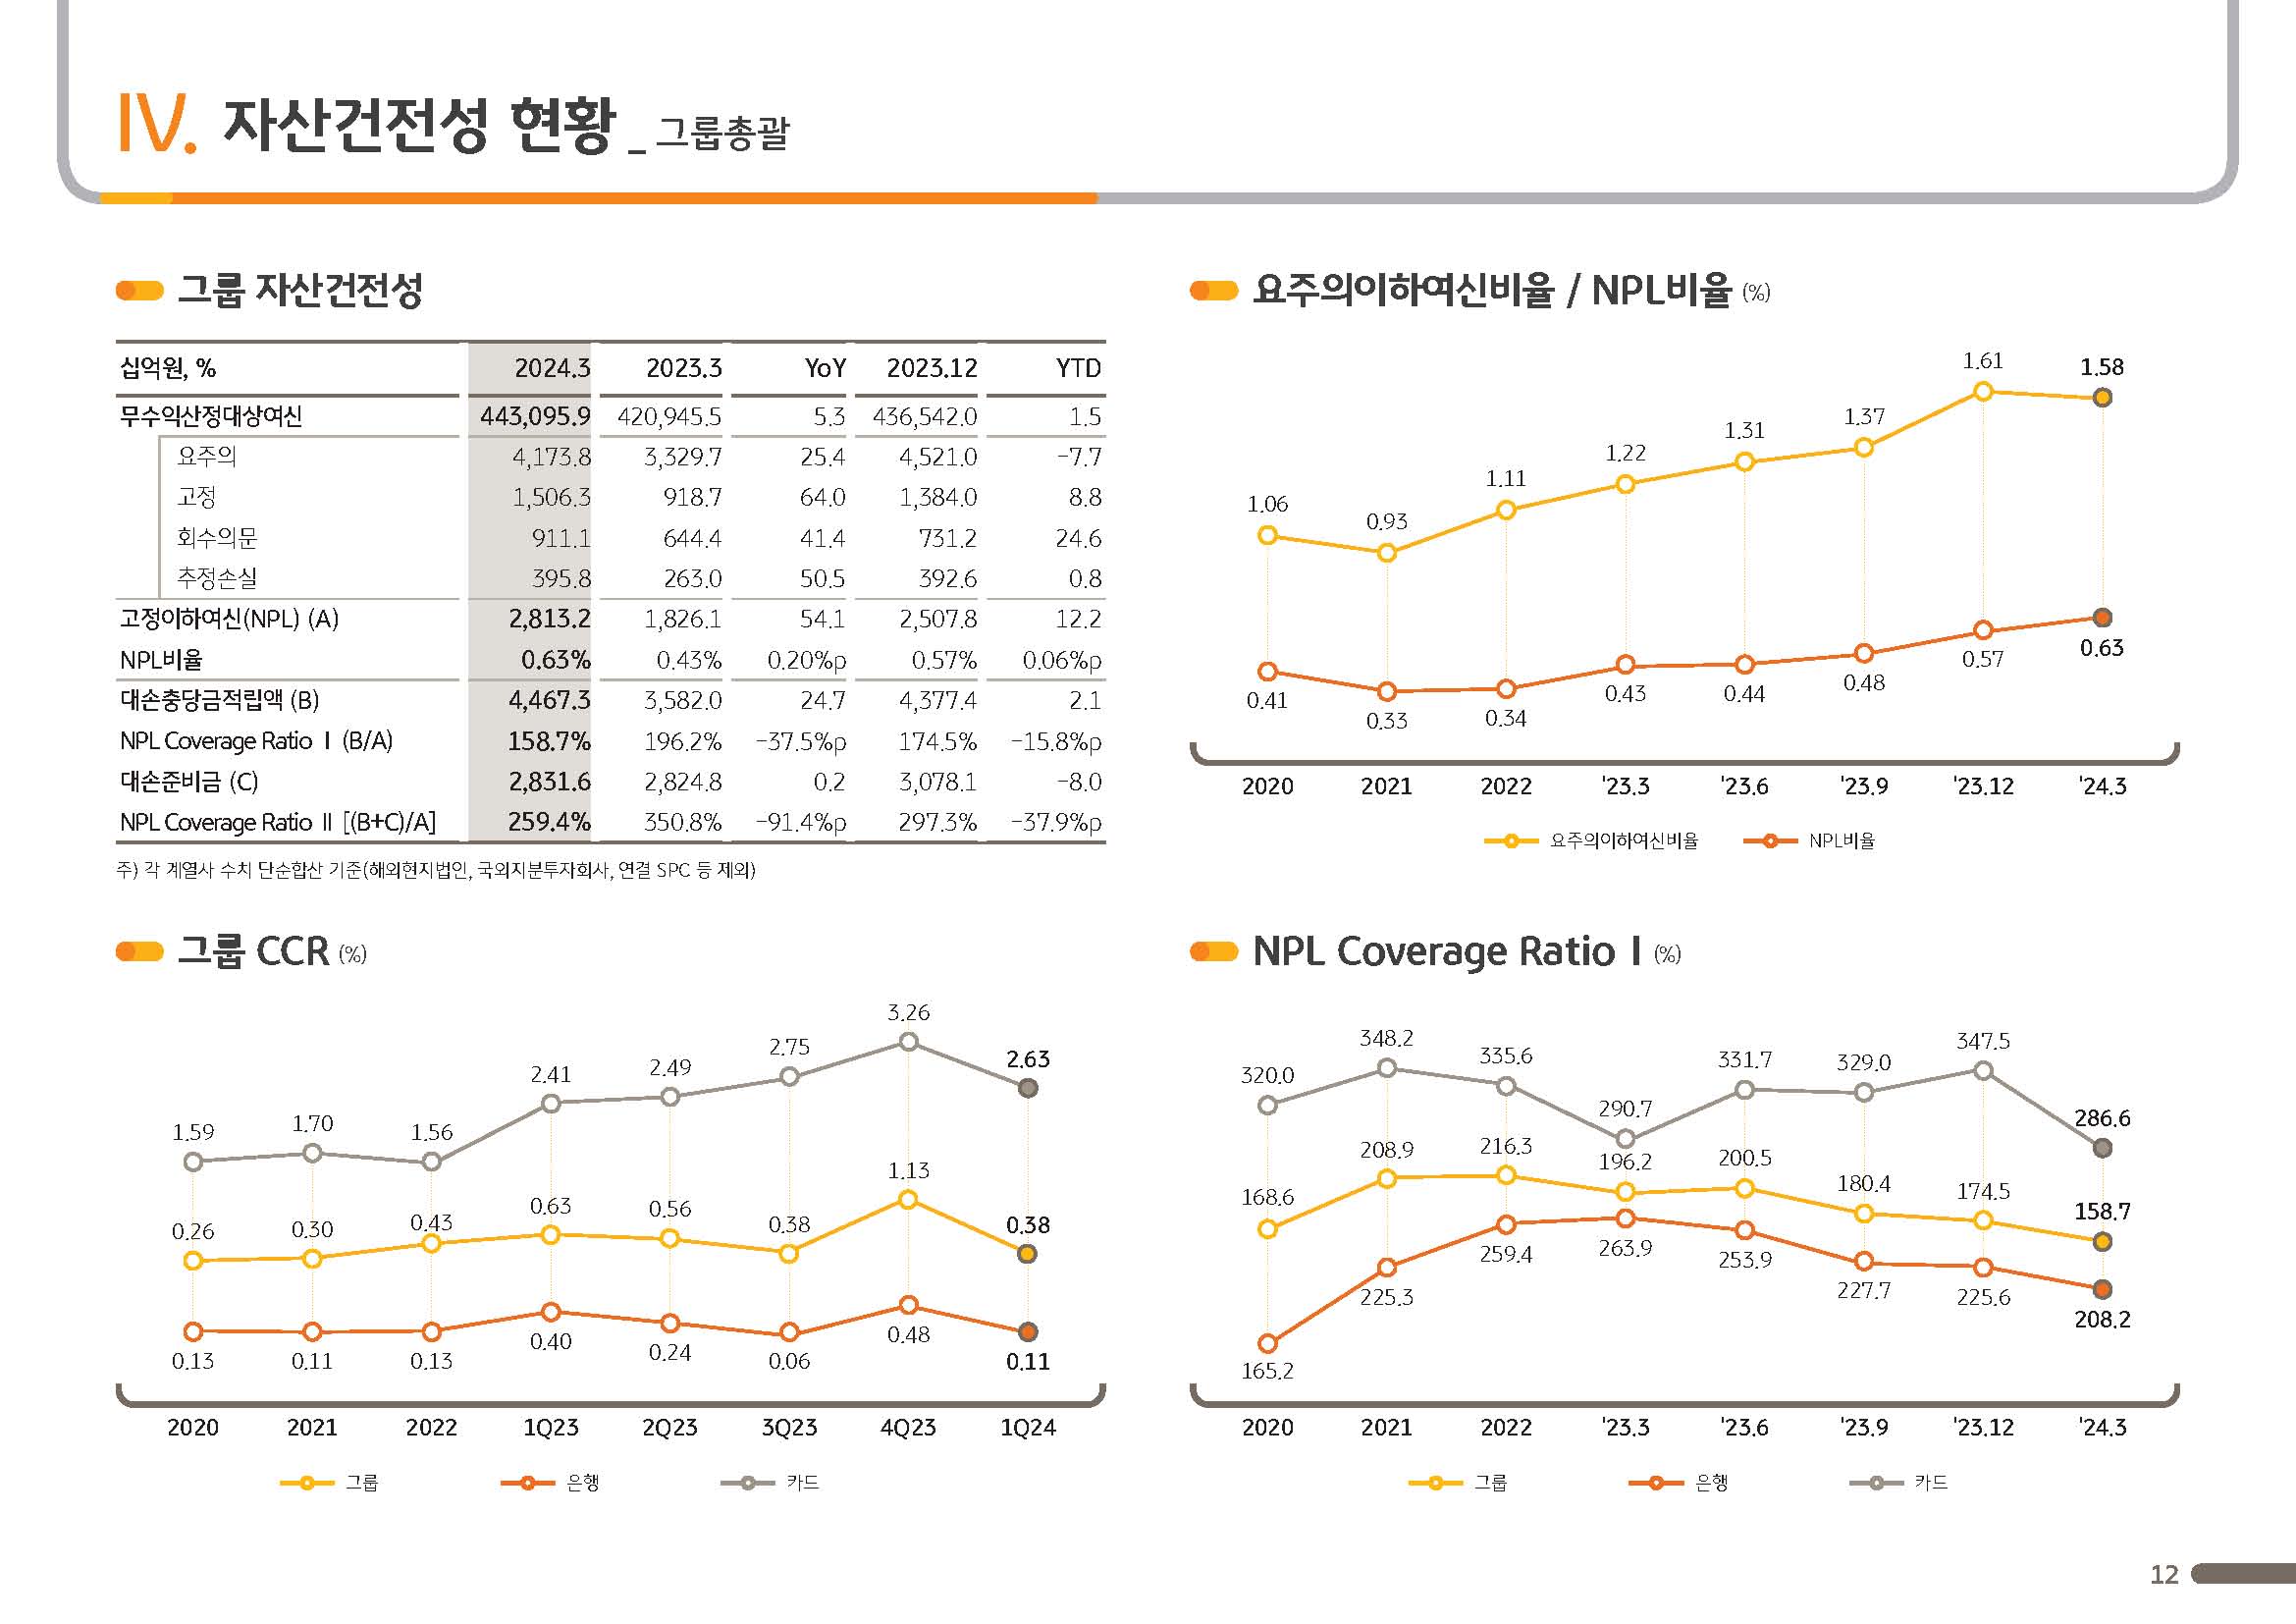 IV. 자산건전성 현황 _ 그룹총괄
그룹 자산건전성
십억원, % 2024.3 2023.3 YoY 2023.12 YTD
무수익산정대상여신 443,095.9 420,945.5 5.3 436,542.0 1.5
요주의 4,173.8 3,329.7 25.4 4,521.0 -7.7
고정 1,506.3 918.7 64.0 1,384.0 8.8
회수의문 911.1 644.4 41.4 731.2 24.6
추정손실 395.8 263.0 50.5 392.6 0.8
고정이하여신(NPL) (A) 2,813.2 1,826.1 54.1 2,507.8 12.2
NPL비율 0.63% 0.43% 0.20%p 0.57% 0.06%p
대손충당금적립액 (B) 4,467.3 3,582.0 24.7 4,377.4 2.1
NPL Coverage Ratio Ⅰ (B/A) 158.7% 196.2% -37.5%p 174.5% -15.8%p
대손준비금 (C) 2,831.6 2,824.8 0.2 3,078.1 -8.0
NPL Coverage Ratio Ⅱ [(B+C)/A] 259.4% 350.8% -91.4%p 297.3% -37.9%p
주) 각 계열사 수치 단순합산 기준(해외현지법인, 국외지분투자회사, 연결 SPC 등 제외)
요주의이하여신비율 / NPL비율 (%)
1.06 0.93 1.11 1.22 1.31 1.37 1.61 1.58
0.41 0.33 0.34 0.43 0.44 0.48 0.57 0.63
2020 2021 2022 '23.3 '23.6 '23.9 '23.12 '24.3
요주의이하여신비율 NPL비율
그룹 CCR (%)
1.59 1.70 1.56 2.41 2.49 2.75 3.26 2.63
0.26 0.30 0.43 0.63 0.56 0.38 1.13 0.38
0.13 0.11 0.13 0.40 0.24 0.06 0.48 0.11
2020 2021 2022 1Q23 2Q23 3Q23 4Q23 1Q24
그룹 은행 카드
NPL Coverage Ratio Ⅰ (%)
320.0 348.2 335.6 290.7 331.7 329.0 347.5 286.6
168.6 208.9 216.3 196.2 200.5 180.4 174.5 158.7
165.2 225.3 259.4 263.9 253.9 227.7 225.6 208.2
2020 2021 2022 '23.3 '23.6 '23.9 '23.12 '24.3
그룹 은행 카드
12